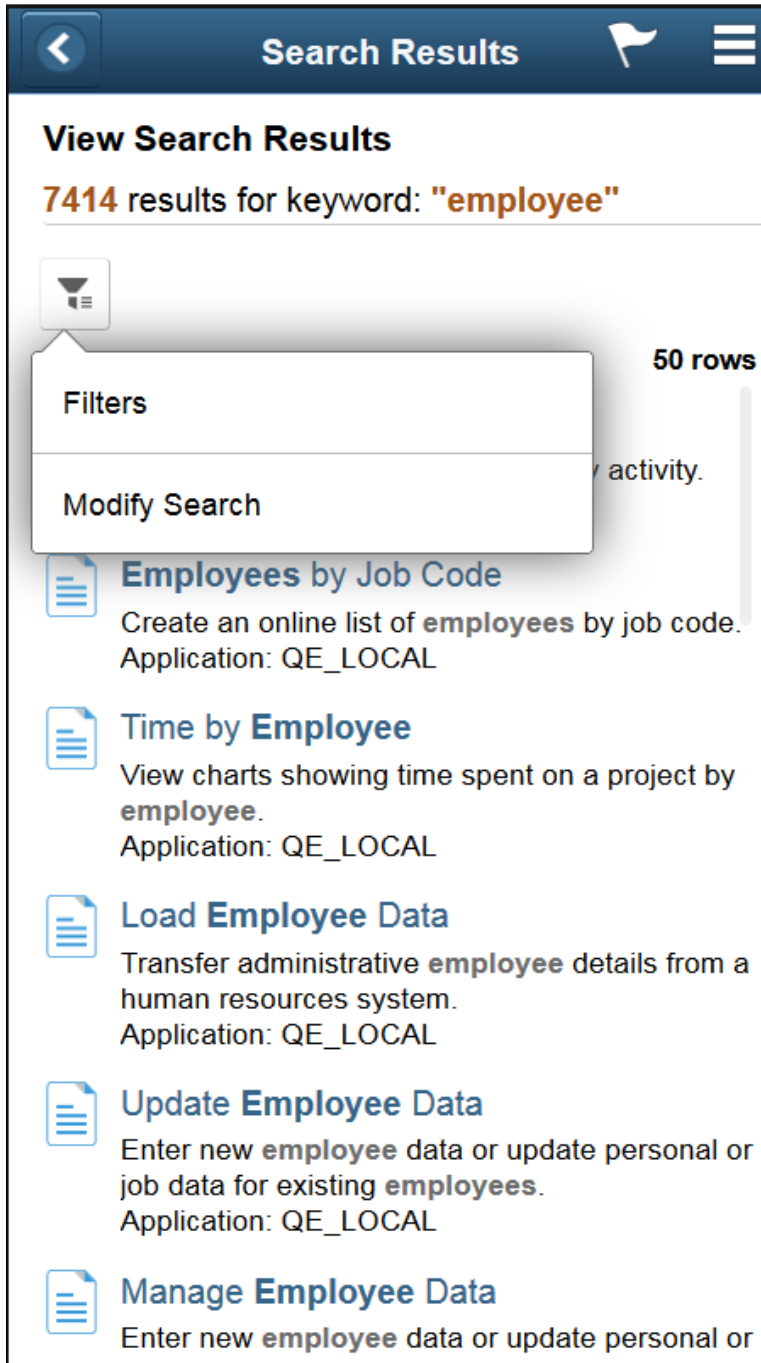 Search Results
View Search Results
7414 results for keyword: "employee"
50 rows
Filters
activity.
Modify Search
Employees by Job Code
Create an online list of employees by job code.
Application: QE_LOCAL
Time by Employee
View charts showing time spent on a project by
employee.
Application: QE_LOCAL
Load Employee Data
Transfer administrative employee details from a
human resources system.
Application: QE_LOCAL
Update Employee Data
Enter new employee data or update personal or
job data for existing employees.
Application: QE_LOCAL
Manage Employee Data
Enter new employee data or update personal or